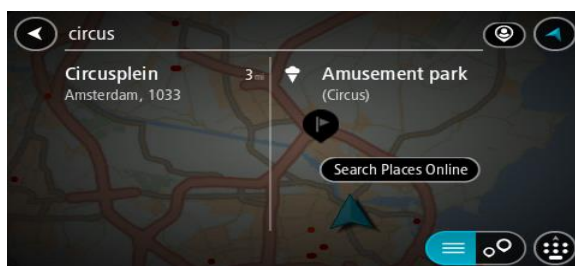 circus
Circusplein 3 mi
Amsterdam, 1033
Amusement park
(Circus)
Search Places Online